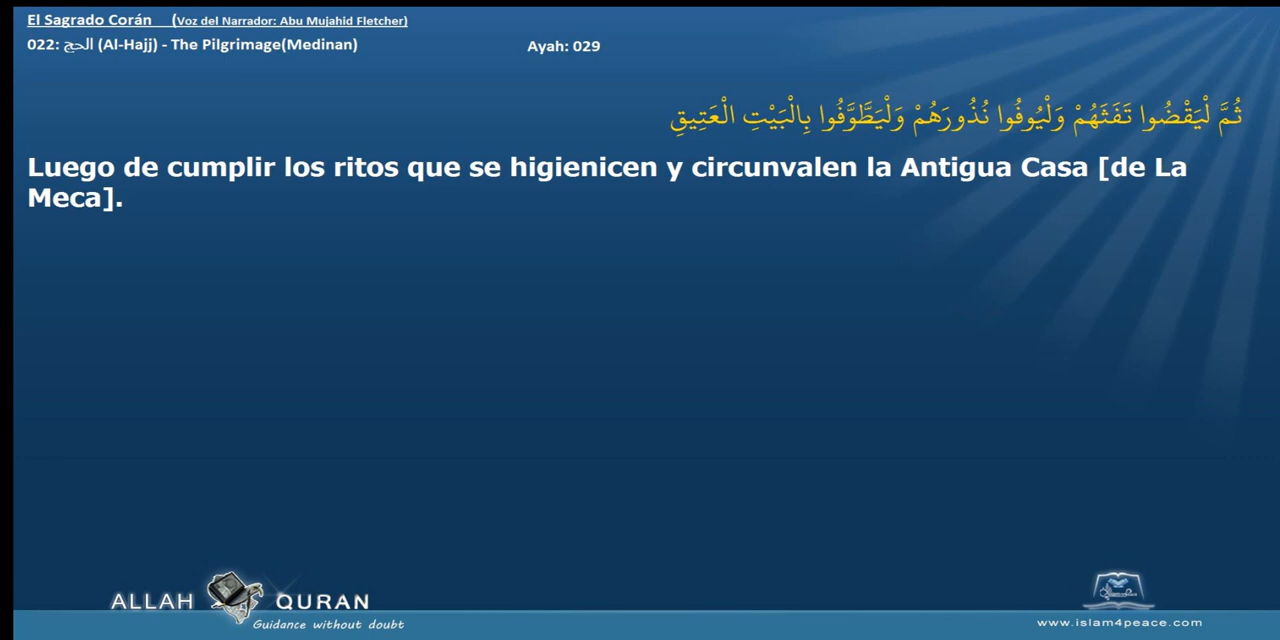 El Sagrado Corán (Voz del Narrador: Abu Mujahid Fletcher)
022: الحج (Al-Hajj) - The Pilgrimage(Medinan) Ayah: 029
ثُمَّ لْيَقْضُوا تَفَثَهُمْ وَلْيُوفُوا نُذُورَهُمْ وَلْيَطَّوَّفُوا بِالْبَيْتِ الْعَتِيقِ
Luego de cumplir los ritos que se higienicen y circunvalen la Antigua Casa [de La
Meca].
ALLAH QURAN
Guidance without doubt
www.islam4peace.com